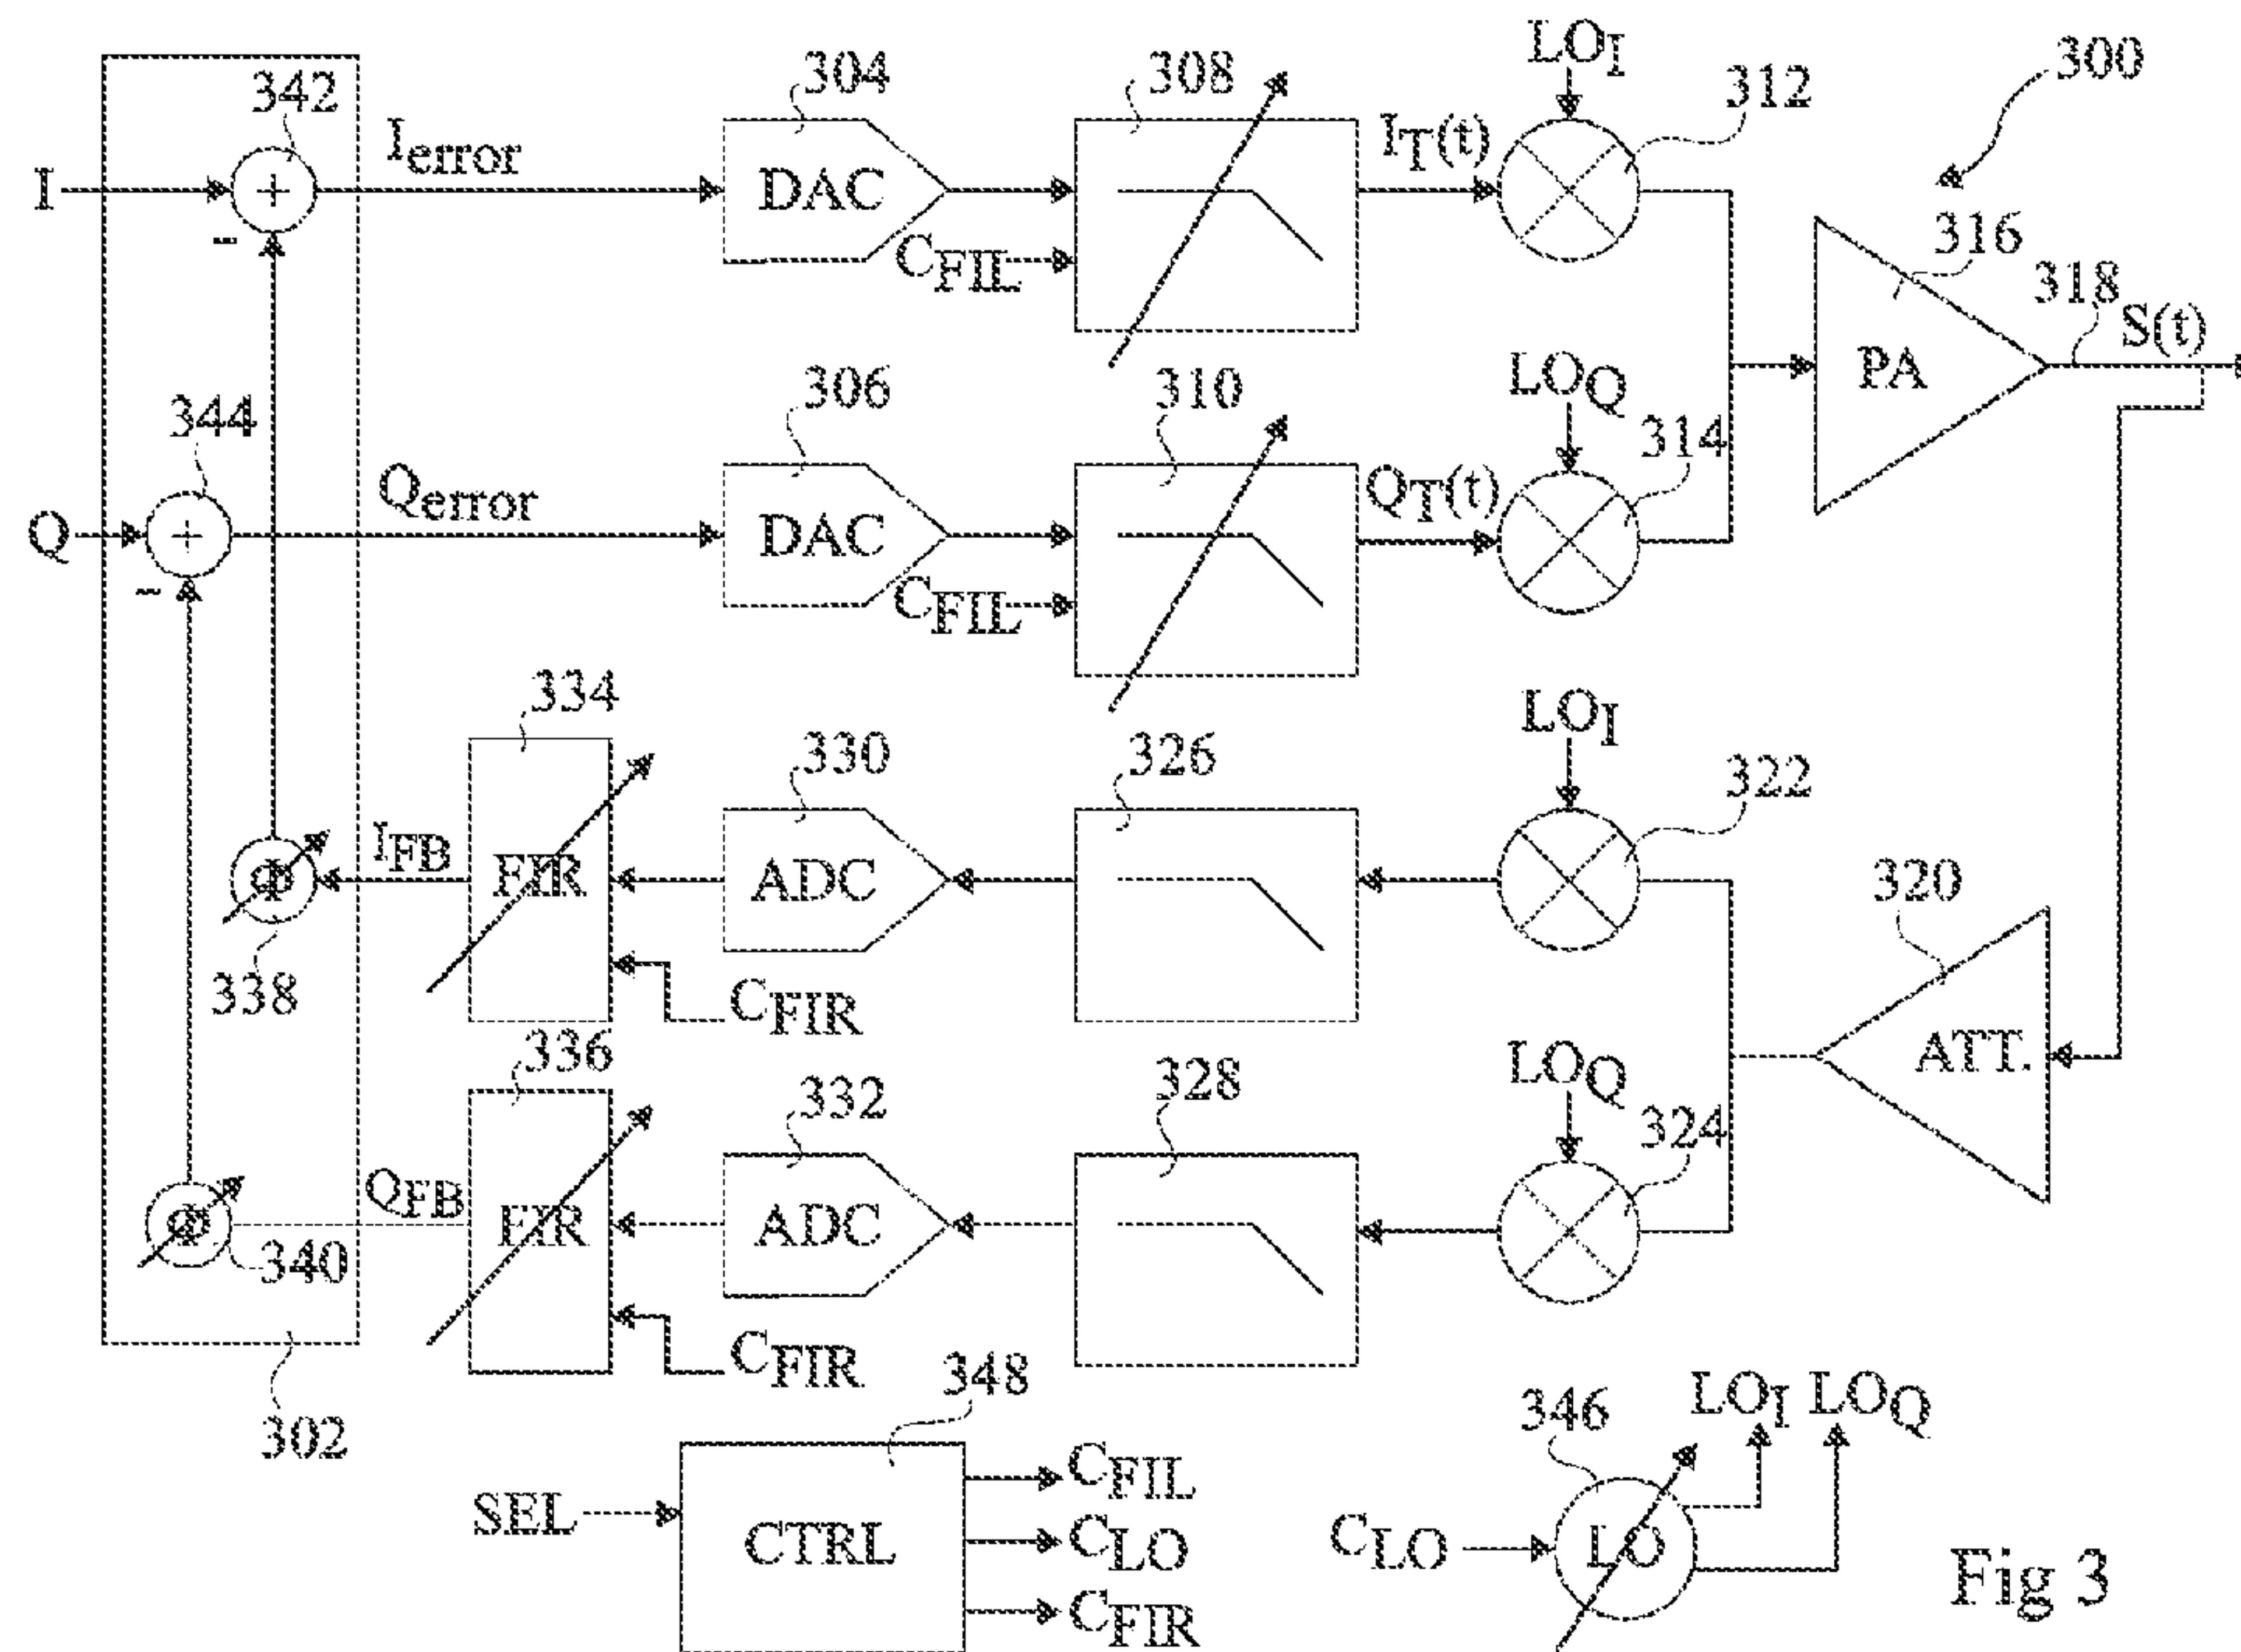 LOI
304
308
312
300
342
I
+
-
Ierror
DAC
CFIL
IT(t)
316
318
S(t)
PA
LOQ
306
310
314
344
Q
+
-
Qerror
DAC
CFIL
QT(t)
334
330
326
LOI
322
320
Φ
IFB
FIR
ADC
338
CFIR
ATT.
336
332
328
LOQ
324
Φ
QFB
FIR
ADC
340
CFIR
302
348
346
LOI LOQ
SEL
CTRL
CFIL
CLO
CFIR
CLO
LO
Fig 3